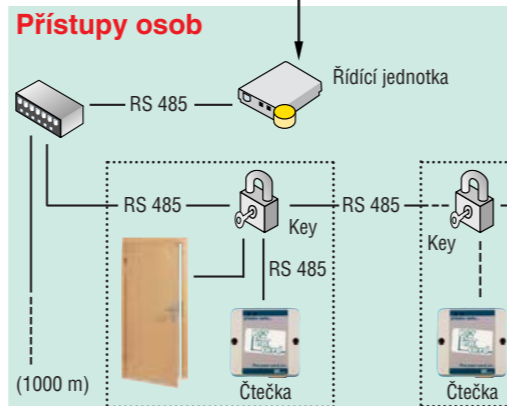 Přístupy osob
Řídící jednotka
RS 485
RS 485
Key
RS 485
Key
RS 485
(1000 m)
Čtečka
Čtečka